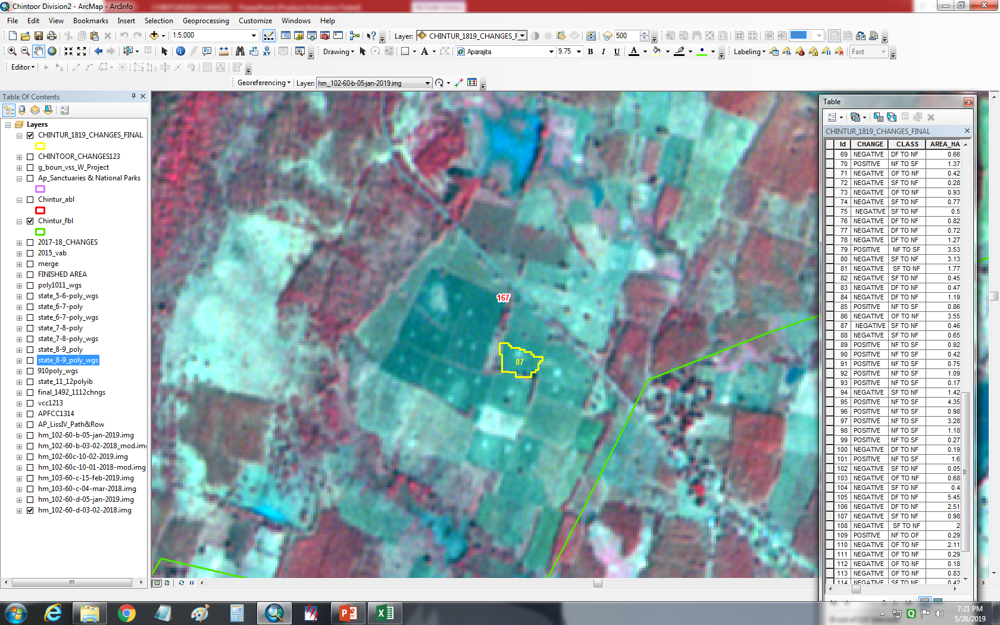 Chintoor Division2 - ArcMap - ArcInfo
File Edit View Bookmarks Insert Selection Geoprocessing Customize Windows Help
1:5,000
Layer: CHINTUR_1819_CHANGES_F
500
100%
Drawing
Aparajita
9.75
B I U A
Labeling
Fast
Editor
Georeferencing Layer: hm_102-60-b-05-jan-2019.img
Table Of Contents
Layers
CHINTUR_1819_CHANGES_FINAL
CHINTOOR_CHANGES123
g_boun_vss_W_Project
Ap_Sanctuaries & National Parks
Chintur_abl
Chintur_fbl
2017-18_CHANGES
2015_vab
merge
FINISHED AREA
poly1011_wgs
state_5-6-poly_wgs
state_6-7-poly
state_6-7-poly_wgs
state_7-8-poly
state_7-8-poly_wgs
state_8-9_poly
state_8-9_poly_wgs
910poly_wgs
state_11_12polyib
final_1492_1112chngs
vcc1213
APFCC1314
AP_LissIV_Path&Row
hm_102-60-b-05-jan-2019.img
hm_102-60-b-03-02-2018_mod.im
hm_102-60c-10-02-2019.img
hm_102-60c-10-01-2018-mod.img
hm_103-60-c-15-feb-2019.img
hm_103-60-c-04-mar-2018.img
hm_102-60-d-05-jan-2019.img
hm_102-60-d-03-02-2018.img
167
87
Table
CHINTUR_1819_CHANGES_FINAL
Id CHANGE CLASS AREA_HA
69 NEGATIVE DF TO NF 0.66
70 POSITIVE NF TO SF 1.37
71 NEGATIVE OF TO NF 0.42
72 NEGATIVE SF TO NF 0.28
73 NEGATIVE OF TO NF 0.93
74 NEGATIVE SF TO NF 0.77
75 NEGATIVE SF TO NF 0.5
76 NEGATIVE DF TO NF 0.82
77 NEGATIVE DF TO NF 0.72
78 NEGATIVE DF TO NF 1.27
79 POSITIVE NF TO SF 3.53
80 NEGATIVE SF TO NF 3.13
81 NEGATIVE SF TO NF 1.77
82 NEGATIVE SF TO NF 0.45
83 NEGATIVE DF TO NF 0.47
84 NEGATIVE DF TO NF 1.19
85 POSITIVE NF TO SF 0.86
86 NEGATIVE OF TO NF 3.55
87 NEGATIVE SF TO NF 0.46
88 NEGATIVE SF TO NF 0.65
89 POSITIVE NF TO SF 0.92
90 POSITIVE NF TO SF 0.42
91 POSITIVE NF TO SF 0.75
92 POSITIVE NF TO SF 1.09
93 POSITIVE NF TO SF 0.17
94 NEGATIVE SF TO NF 1.42
95 POSITIVE NF TO SF 4.35
96 POSITIVE NF TO SF 0.98
97 POSITIVE NF TO SF 3.28
98 POSITIVE NF TO SF 1.18
99 POSITIVE NF TO SF 0.27
100 NEGATIVE DF TO NF 0.19
101 POSITIVE NF TO SF 1.6
102 NEGATIVE SF TO NF 0.05
103 NEGATIVE OF TO NF 0.68
104 NEGATIVE SF TO NF 0.4
105 NEGATIVE DF TO NF 5.45
106 NEGATIVE DF TO NF 2.51
107 NEGATIVE SF TO NF 0.98
108 NEGATIVE SF TO NF 2
109 POSITIVE NF TO OF 0.29
110 NEGATIVE OF TO NF 2.11
111 NEGATIVE OF TO NF 0.29
112 NEGATIVE OF TO NF 0.18
113 NEGATIVE OF TO NF 0.83
114 NEGATIVE SF TO NF 0.42
7:21 PM
5/28/2019